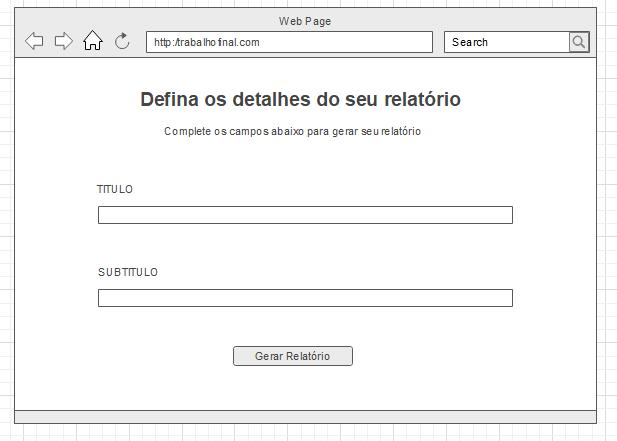 Web Page
http:/trabalhofinal.com
Search
Defina os detalhes do seu relatório
Complete os campos abaixo para gerar seu relatório
TITULO
SUBTITULO
Gerar Relatório